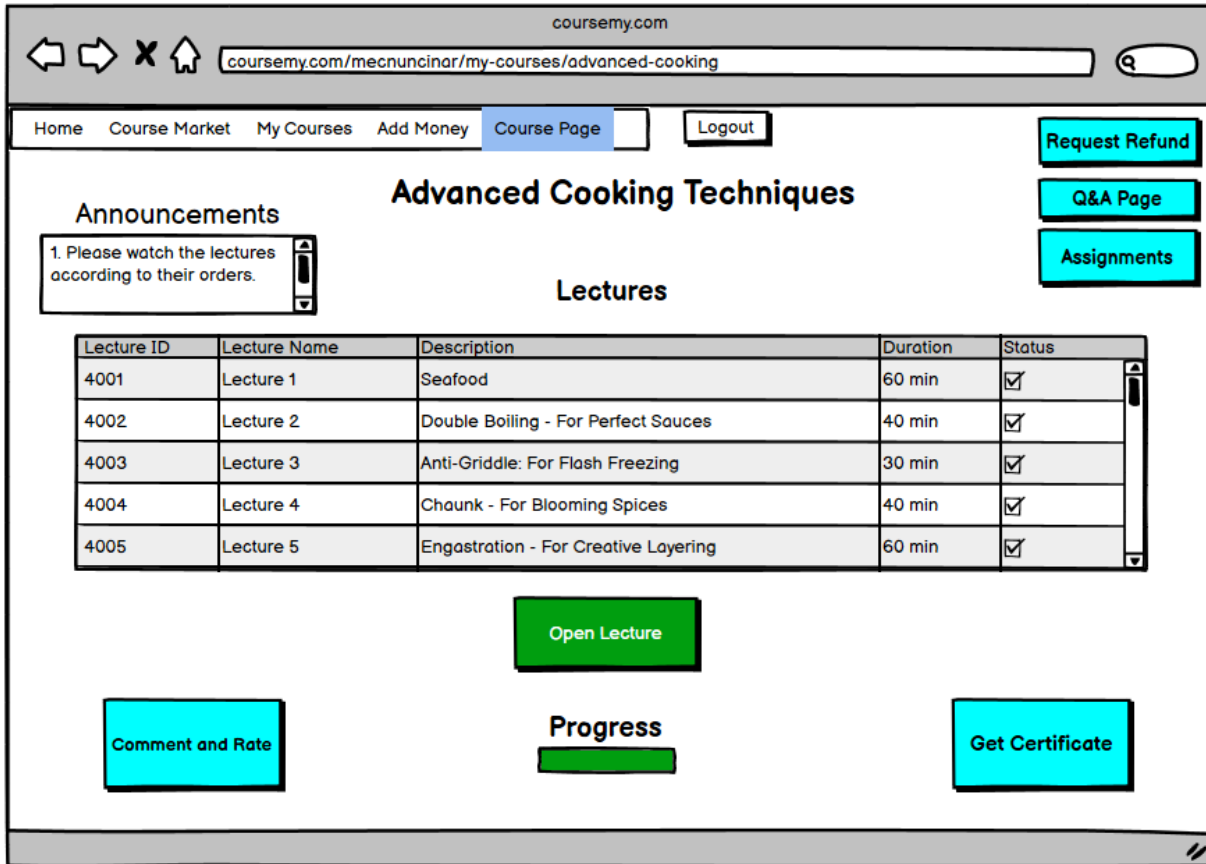 coursemy.com
coursemy.com/mecnuncinar/my-courses/advanced-cooking
Home Course Market My Courses Add Money Course Page Logout
Request Refund
Advanced Cooking Techniques
Q&A Page
Announcements
1. Please watch the lectures
according to their orders.
Assignments
Lectures
Lecture ID Lecture Name Description Duration Status
4001 Lecture 1 Seafood 60 min
4002 Lecture 2 Double Boiling - For Perfect Sauces 40 min
4003 Lecture 3 Anti-Griddle: For Flash Freezing 30 min
4004 Lecture 4 Chaunk - For Blooming Spices 40 min
4005 Lecture 5 Engastration - For Creative Layering 60 min
Open Lecture
Comment and Rate
Progress
Get Certificate